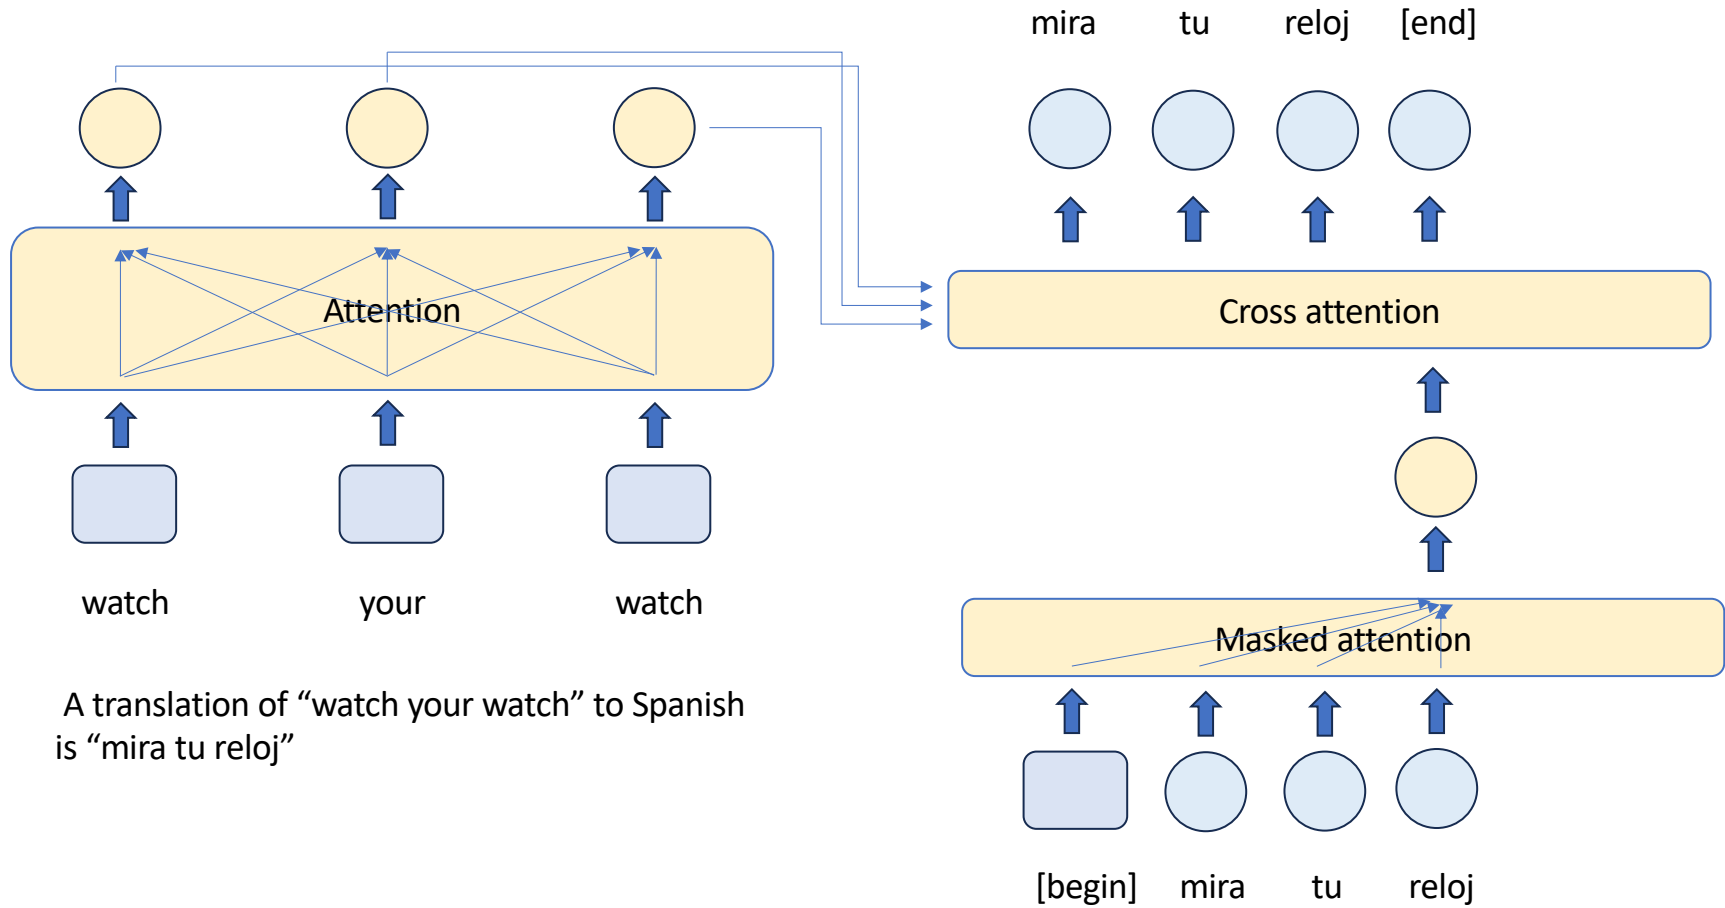 mira tu reloj [end]
Attention
Cross attention
watch your watch
Masked attention
A translation of “watch your watch” to Spanish
is “mira tu reloj”
[begin] mira tu reloj